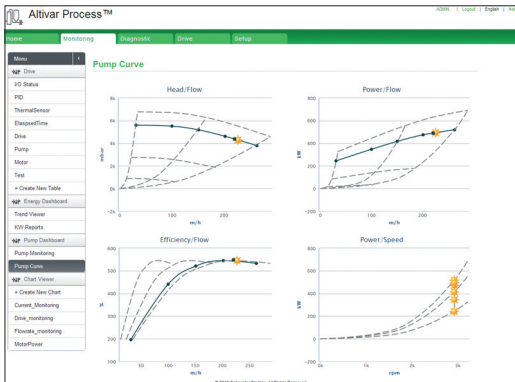 Altivar Process™
ADMIN | Logout | English |
Home Monitoring Diagnostic Drive Setup
Menu
Drive
I/O Status
PID
ThermalSensor
ElaspsedTime
Drive
Pump
Motor
Test
+ Create New Table
Energy Dashboard
Trend Viewer
KW Reports
Pump Dashboard
Pump Monitoring
Pump Curve
Chart Viewer
+ Create New Chart
Current_Monitoring
Drive_monitoring
Flowrate_monitoring
MotorPower
Pump Curve
Head/Flow
8k
6k
4k
2k
0k
-2k
mbar
0 100 200
m/h
Power/Flow
800
600
400
200
0
-200
kW
0 100 200
m/h
Efficiency/Flow
600
500
400
300
200
100
%
50 100 150 200 250
m/h
Power/Speed
800
600
400
200
0
-200
kW
0k 1k 2k 3k
rpm